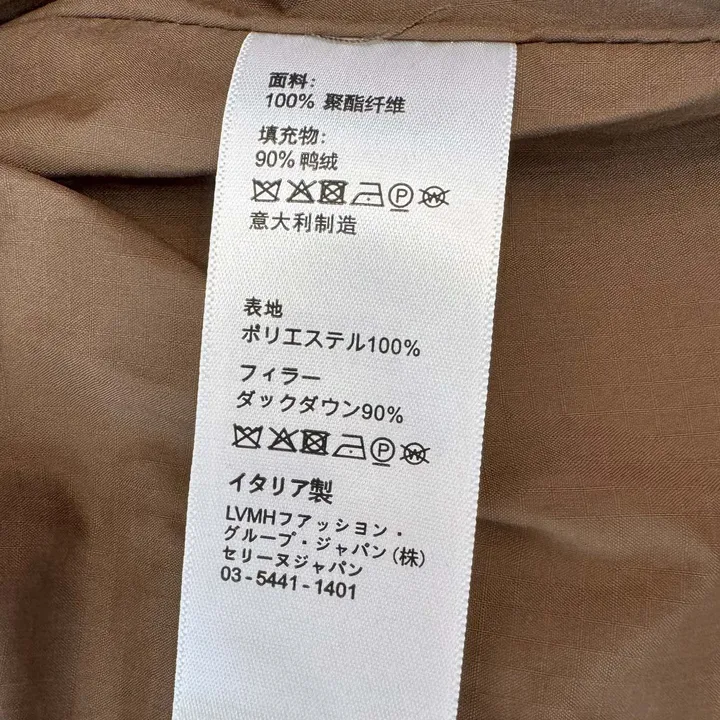 面料:
100% 聚酯纤维
填充物:
90% 鸭绒
意大利制造
表地
ポリエステル100%
フィラー
ダックダウン90%
イタリア製
LVMHファッション・
グループ・ジャパン(株)
セリーヌジャパン
03-5441-1401